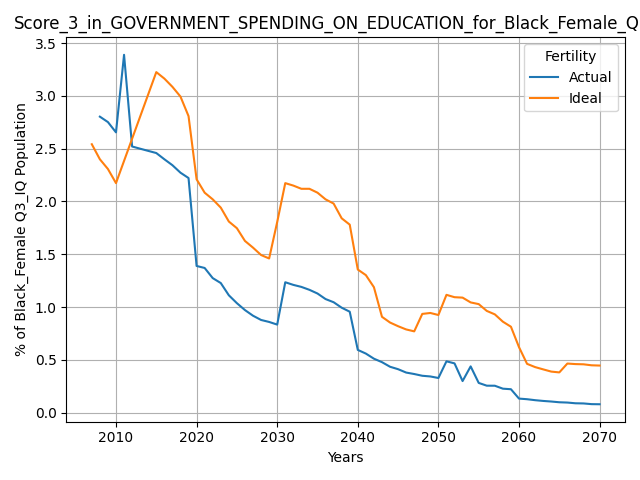 Score_3_in_GOVERNMENT_SPENDING_ON_EDUCATION_for_Black_Female_Q
Fertility
Actual
Ideal
3.5
3.0
2.5
2.0
1.5
1.0
0.5
0.0
% of Black_Female Q3_IQ Population
2010
2020
2030
2040
2050
2060
2070
Years